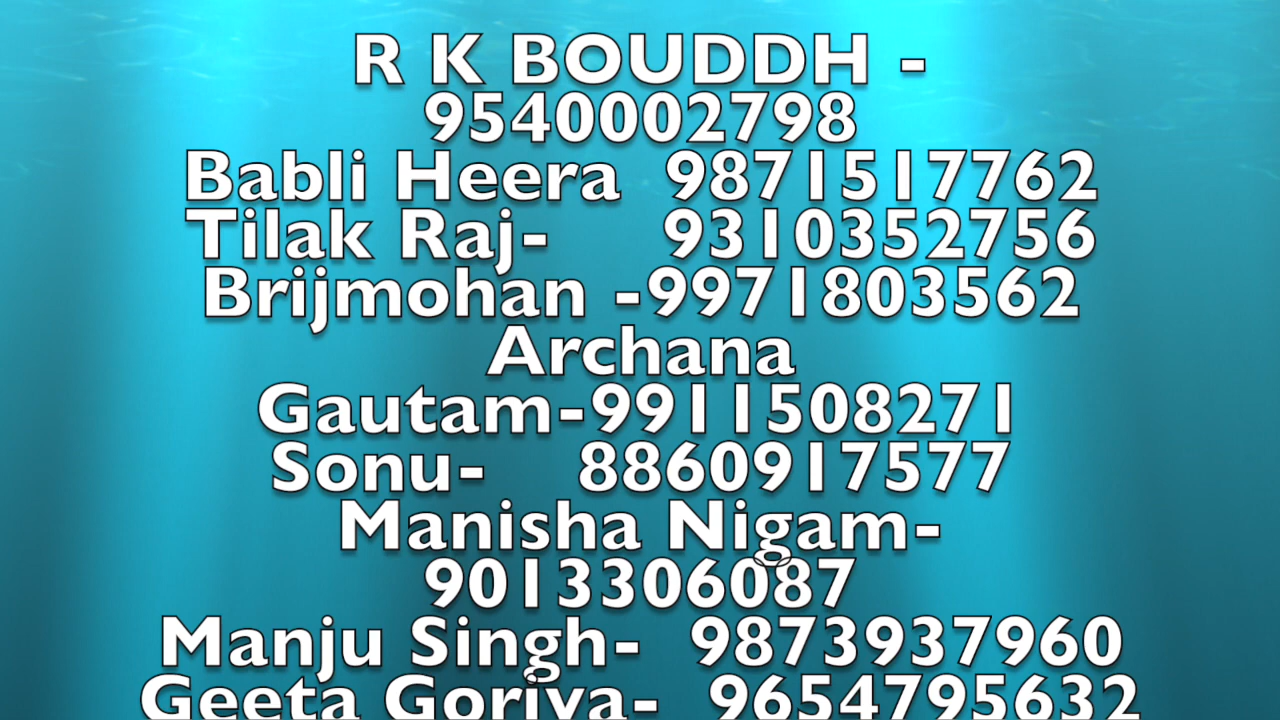 R K BOUDDH -
9540002798
Babli Heera 9871517762
Tilak Raj- 9310352756
Brijmohan -9971803562
Archana
Gautam-9911508271
Sonu- 8860917577
Manisha Nigam-
9013306087
Manju Singh- 9873937960
Geeta Goriya- 9654795632